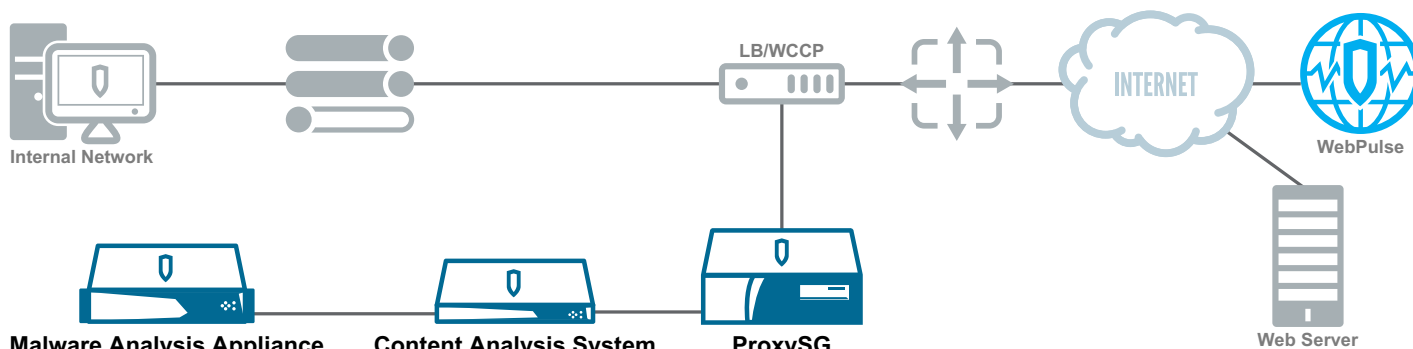 LB/WCCP
INTERNET
Internal Network
WebPulse
Malware Analysis Appliance
Content Analysis System
ProxySG
Web Server